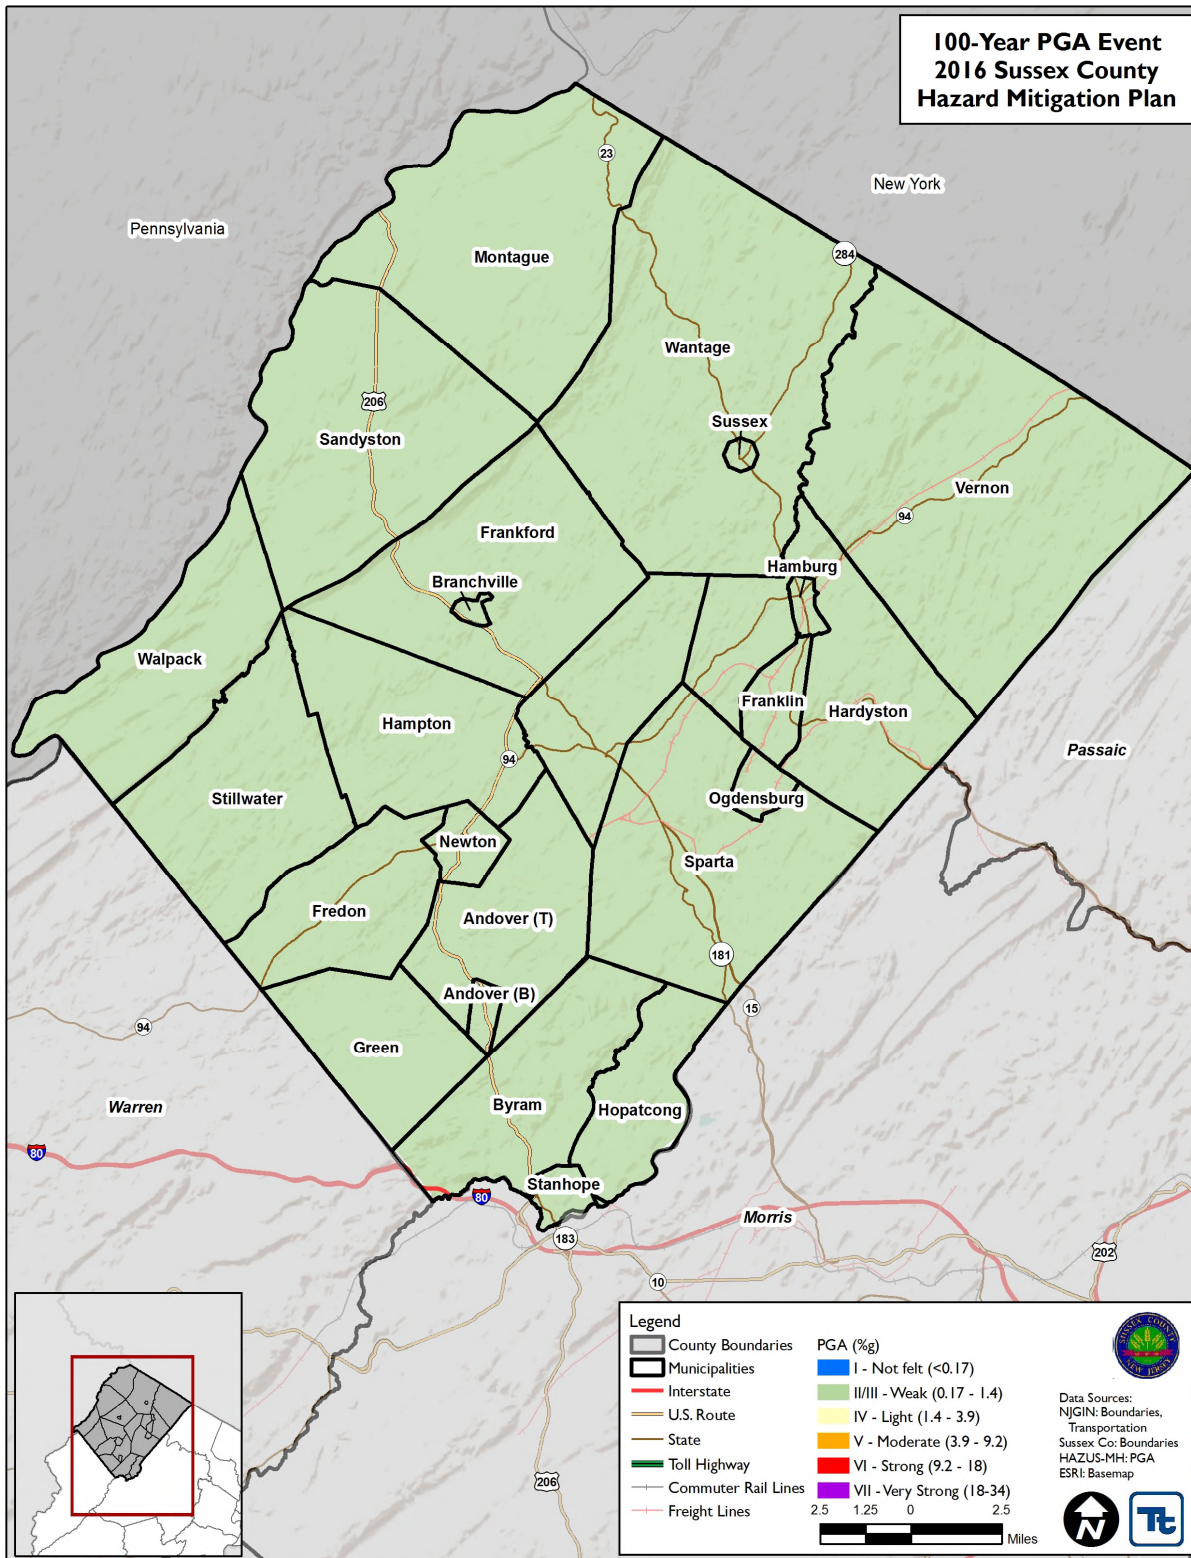 100-Year PGA Event
2016 Sussex County
Hazard Mitigation Plan
23
New York
Pennsylvania
284
Montague
Wantage
206
Sussex
Sandyston
Vernon
94
Frankford
Hamburg
Branchville
Walpack
Franklin
Hardyston
Hampton
94
Passaic
Stillwater
Ogdensburg
Newton
Sparta
Fredon
Andover (T)
181
Andover (B)
15
94
Green
Warren
Byram
Hopatcong
80
Stanhope
80
Morris
183
202
10
206
Legend
County Boundaries
Municipalities
Interstate
U.S. Route
State
Toll Highway
Commuter Rail Lines
Freight Lines
PGA (%g)
I - Not felt (<0.17)
II/III - Weak (0.17 - 1.4)
IV - Light (1.4 - 3.9)
V - Moderate (3.9 - 9.2)
VI - Strong (9.2 - 18)
VII - Very Strong (18-34)
2.5 1.25 0 2.5
Miles
SUSSEX COUNTY
NEW JERSEY
Data Sources:
NJGIN: Boundaries,
Transportation
Sussex Co: Boundaries
HAZUS-MH: PGA
ESRI: Basemap
N
Tt